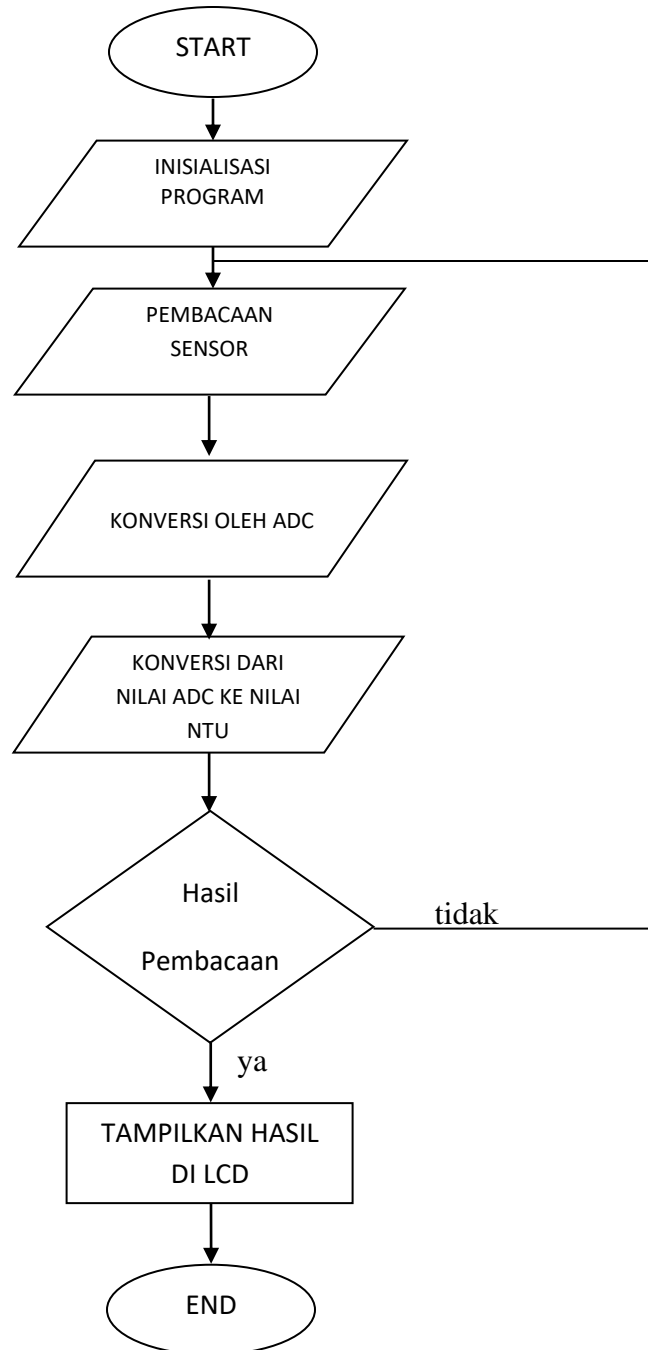 START
INISIALISASI
PROGRAM
PEMBACAAN
SENSOR
KONVERSI OLEH ADC
KONVERSI DARI
NILAI ADC KE NILAI
NTU
Hasil
Pembacaan
tidak
ya
TAMPILKAN HASIL
DI LCD
END